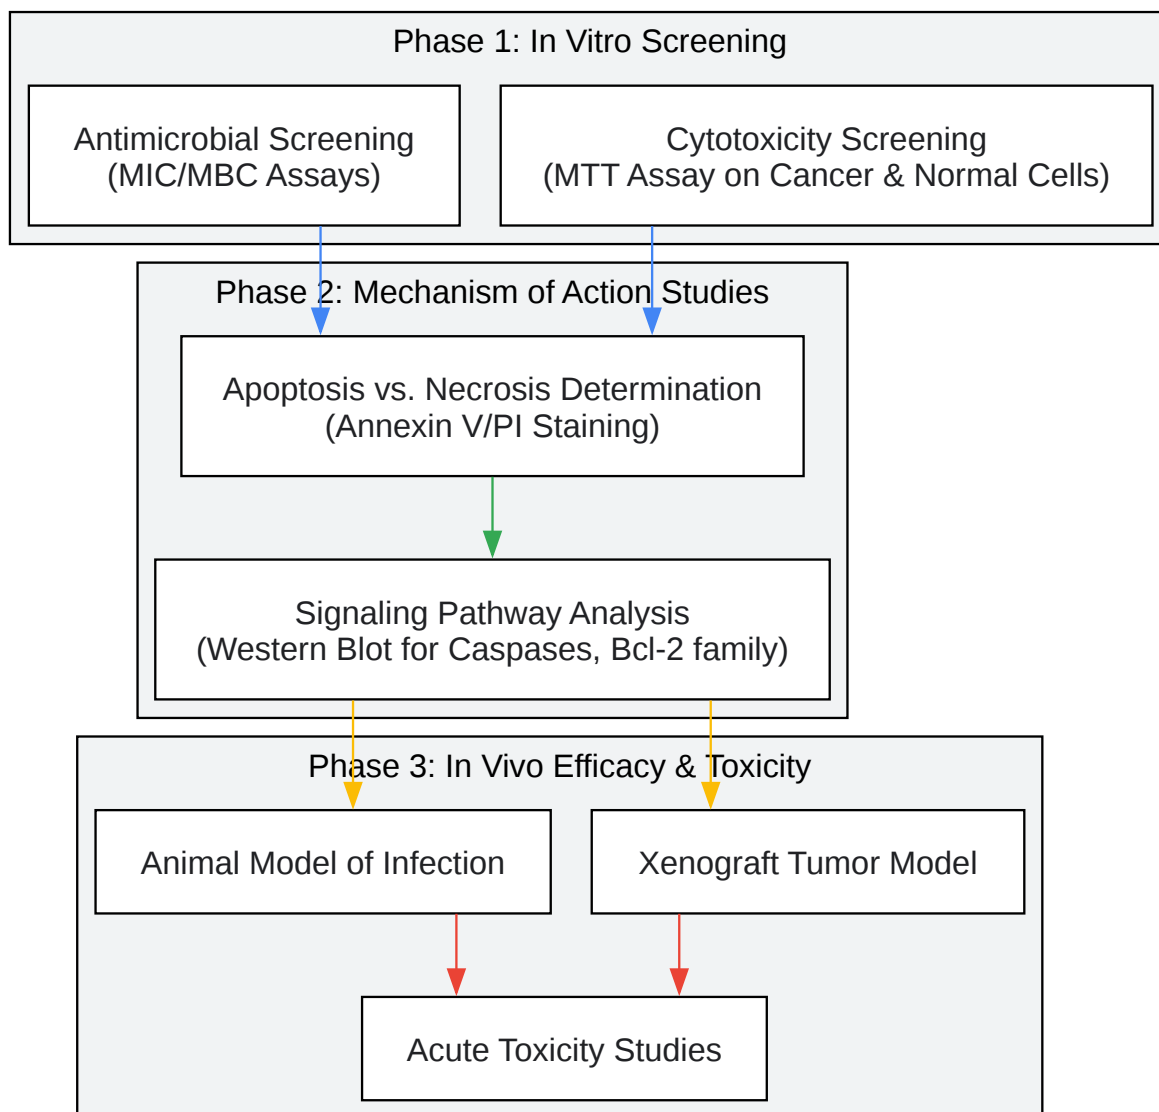 Phase 1: In Vitro Screening
Antimicrobial Screening
(MIC/MBC Assays)
Cytotoxicity Screening
(MTT Assay on Cancer & Normal Cells)
Phase 2: Mechanism of Action Studies
Apoptosis vs. Necrosis Determination
(Annexin V/PI Staining)
Signaling Pathway Analysis
(Western Blot for Caspases, Bcl-2 family)
Phase 3: In Vivo Efficacy & Toxicity
Animal Model of Infection
Xenograft Tumor Model
Acute Toxicity Studies